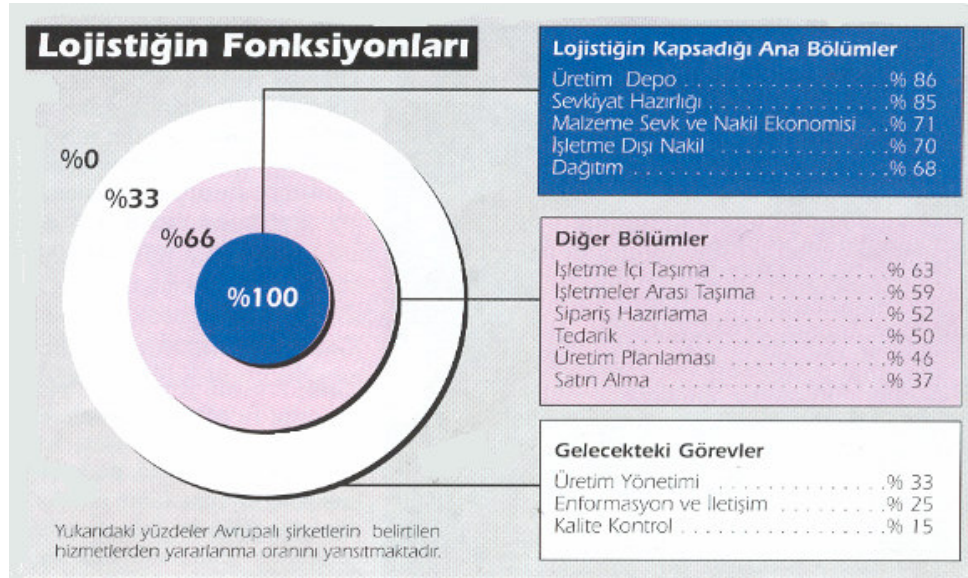 Lojistiğin Fonksiyonları
%0
%33
%66
%100
Yukarıdaki yüzdeler Avrupalı şirketlerin belirtilen
hizmetlerden yararlanma oranını yansıtmaktadır.
Lojistiğin Kapsadığı Ana Bölümler
Üretim Depo . . . . . . . . . . . . . . . . . .% 86
Sevkiyat Hazırlığı . . . . . . . . . . . . . . .% 85
Malzeme Sevk ve Nakil Ekonomisi . .% 71
İşletme Dışı Nakil . . . . . . . . . . . . . . .% 70
Dağıtım . . . . . . . . . . . . . . . . . . . . . .% 68
Diğer Bölümler
İşletme İçi Taşıma . . . . . . . . . . . . . . % 63
İşletmeler Arası Taşıma . . . . . . . . . . % 59
Sipariş Hazırlama . . . . . . . . . . . . . . % 52
Tedarik . . . . . . . . . . . . . . . . . . . . . % 50
Üretim Planlaması . . . . . . . . . . . . . % 46
Satın Alma . . . . . . . . . . . . . . . . . . % 37
Gelecekteki Görevler
Üretim Yönetimi . . . . . . . . . . . . . . .% 33
Enformasyon ve İletişim . . . . . . . . . .% 25
Kalite Kontrol . . . . . . . . . . . . . . . . .% 15